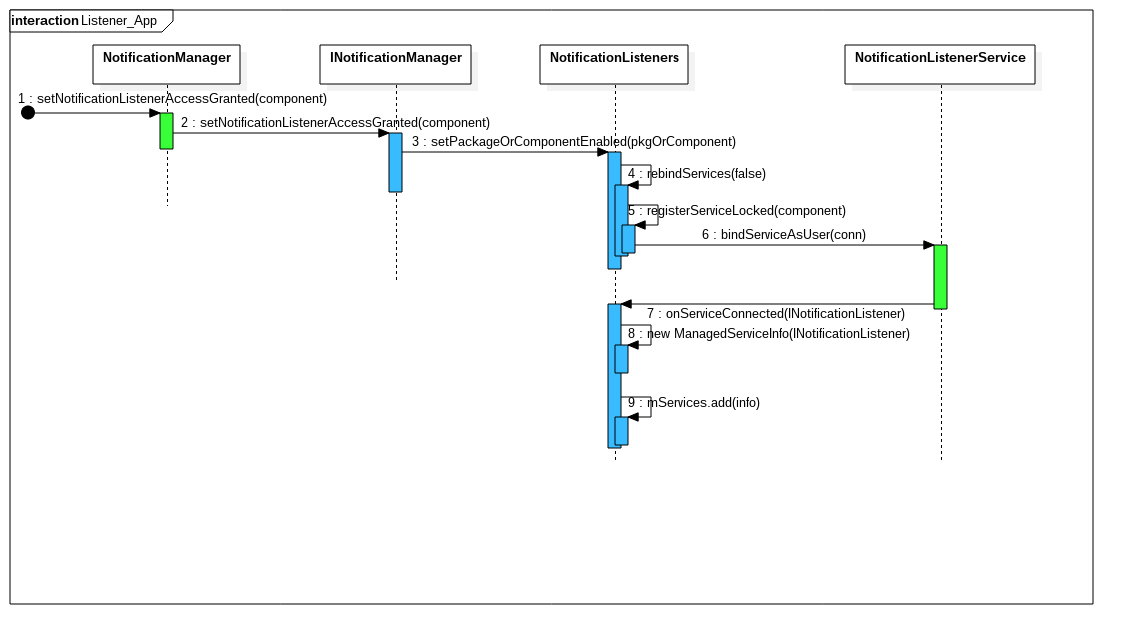 interaction Listener_App
NotificationManager
INotificationManager
NotificationListeners
NotificationListenerService
1 : setNotificationListenerAccessGranted(component)
2 : setNotificationListenerAccessGranted(component)
3 : setPackageOrComponentEnabled(pkgOrComponent)
4 : rebindServices(false)
5 : registerServiceLocked(component)
6 : bindServiceAsUser(conn)
7 : onServiceConnected(INotificationListener)
8 : new ManagedServiceInfo(INotificationListener)
9 : mServices.add(info)